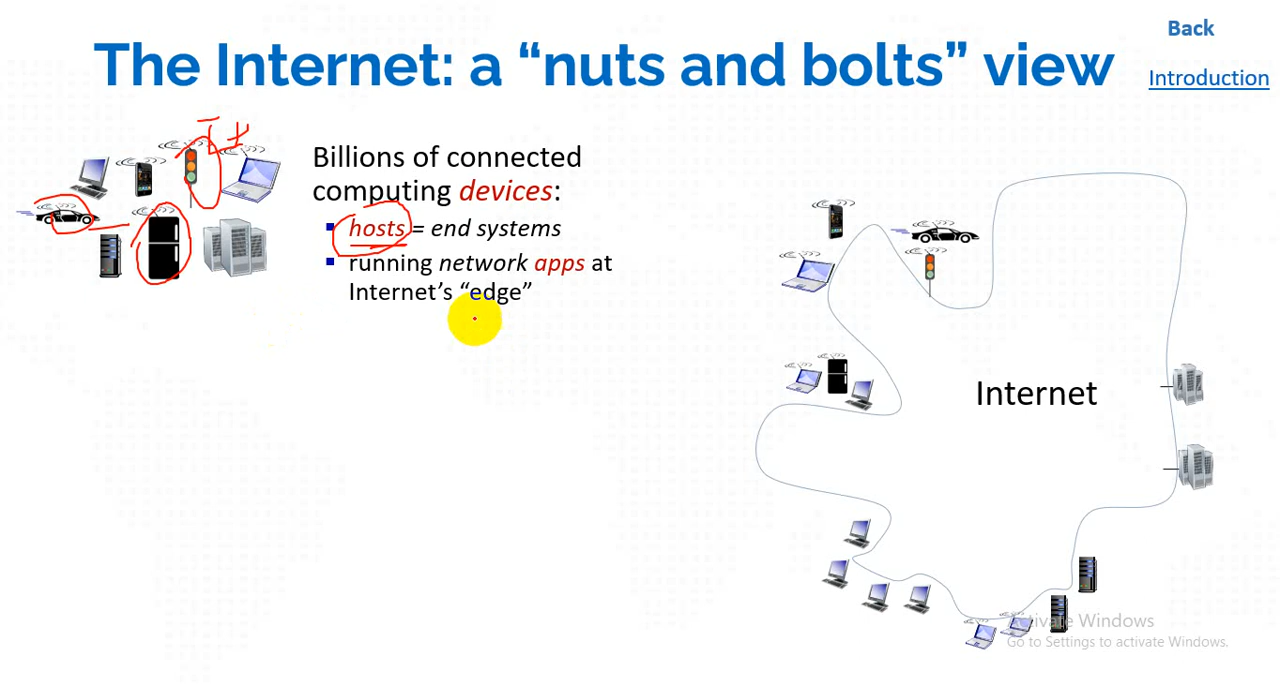 Back
The Internet: a “nuts and bolts” view
Introduction
Billions of connected
computing devices:
hosts = end systems
running network apps at
Internet’s “edge”
Internet
Activate Windows
Go to Settings to activate Windows.